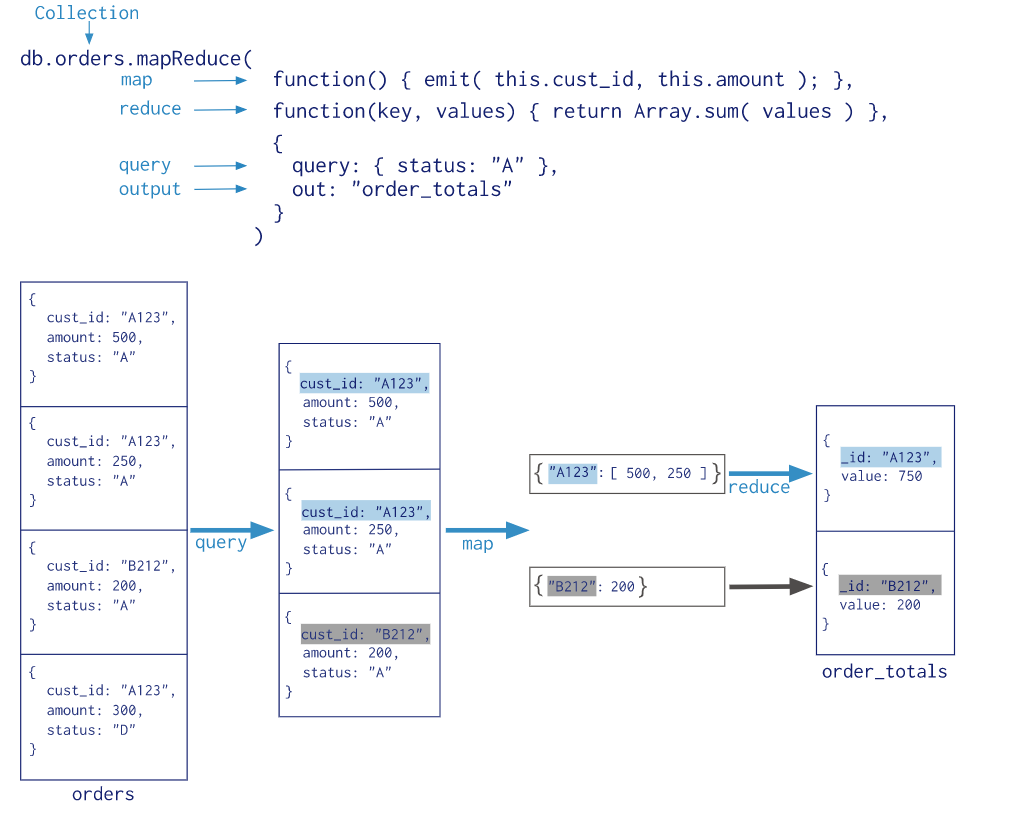 Collection
db.orders.mapReduce(
map function() { emit( this.cust_id, this.amount ); },
reduce function(key, values) { return Array.sum( values ) },
{
query query: { status: "A" },
output out: "order_totals"
}
)
{
cust_id: "A123",
amount: 500,
status: "A"
}
{
cust_id: "A123",
amount: 250,
status: "A"
}
{
cust_id: "B212",
amount: 200,
status: "A"
}
{
cust_id: "A123",
amount: 300,
status: "D"
}
orders
query
{
cust_id: "A123",
amount: 500,
status: "A"
}
{
cust_id: "A123",
amount: 250,
status: "A"
}
{
cust_id: "B212",
amount: 200,
status: "A"
}
map
{"A123": [ 500, 250 ]}
{"B212": 200}
reduce
{
_id: "A123",
value: 750
}
{
_id: "B212",
value: 200
}
order_totals